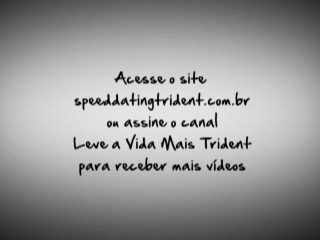 Acesse o site
speeddatingtrident.com.br
ou assine o canal
Leve a Vida Mais Trident
para receber mais vídeos